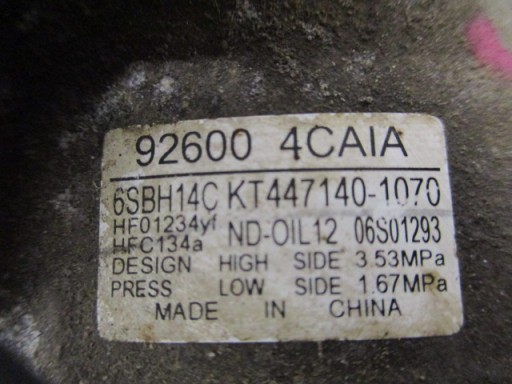 92600 4CAIA
6SBH14C KT447140-1070
HFO1234yf
HFC134a ND-OIL12 06S01293
DESIGN HIGH SIDE 3.53MPa
PRESS LOW SIDE 1.67MPa
MADE IN CHINA